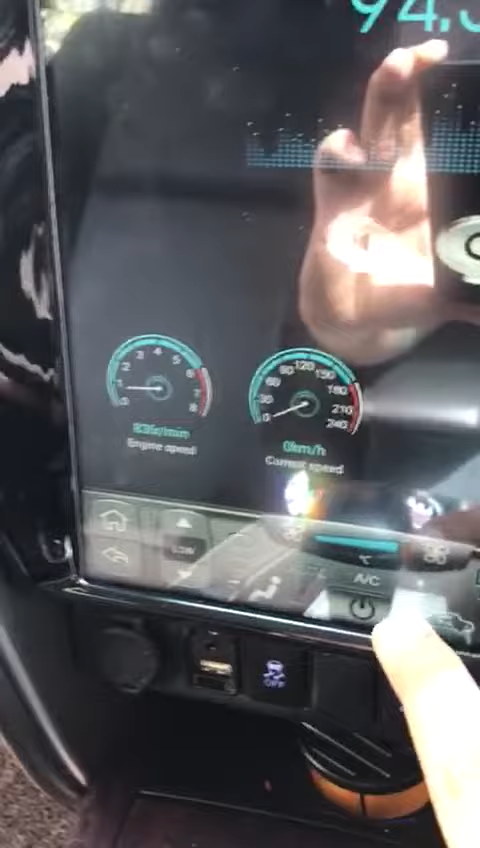 94.
0 1 2 3 4 5 6 7 8
0 30 60 90 120 150 180 210 240
836r/min
Engine speed
0km/h
Current speed
LOW
°C
A/C
OFF